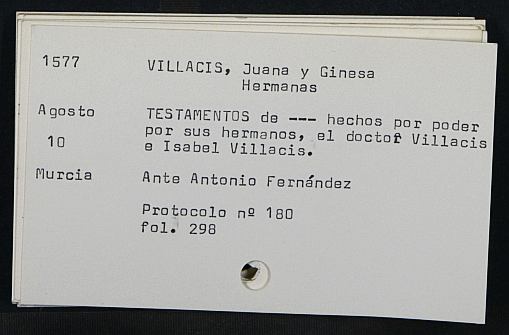 1577 VILLACIS, Juana y Ginesa
Hermanas
Agosto TESTAMENTOS de --- hechos por poder
10 por sus hermanos, el doctor Villacis
e Isabel Villacis.
Murcia Ante Antonio Fernández
Protocolo nº 180
fol. 298